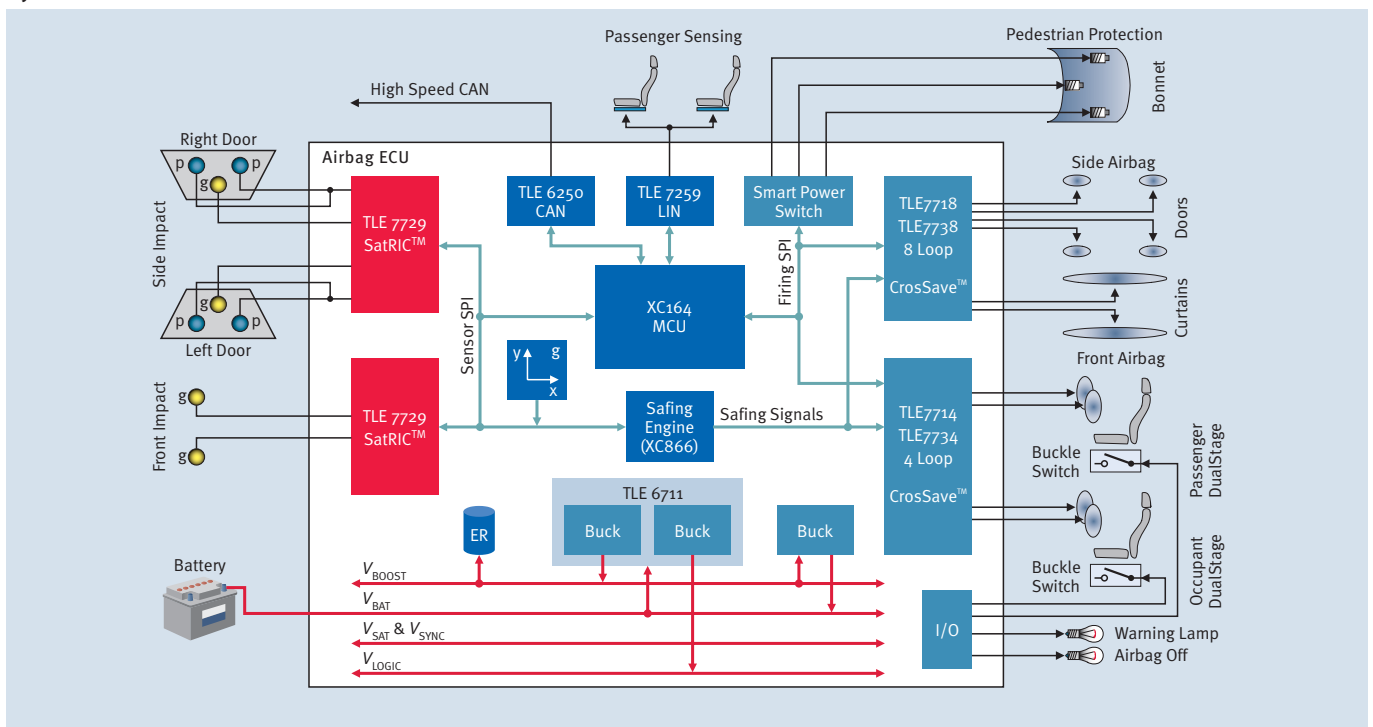 Passenger Sensing
Pedestrian Protection
Bonnet
High Speed CAN
Right Door
p
p
g
Side Impact
g
p
p
Left Door
Front Impact
g
g
Airbag ECU
TLE 7729
SatRIC™
TLE 6250
CAN
TLE 7259
LIN
Smart Power
Switch
TLE7718
TLE7738
8 Loop
CrosSave™
Side Airbag
Doors
Curtains
Sensor SPI
XC164
MCU
Firing SPI
y
g
x
TLE 7729
SatRIC™
Safing
Engine
(XC866)
Safing Signals
TLE7714
TLE7734
4 Loop
CrosSave™
Front Airbag
Buckle
Switch
Passenger
DualStage
Buckle
Switch
Occupant
DualStage
TLE 6711
ER
Buck
Buck
Buck
Battery
VBOOST
VBAT
VSAT & VSYNC
VLOGIC
I/O
Warning Lamp
Airbag Off